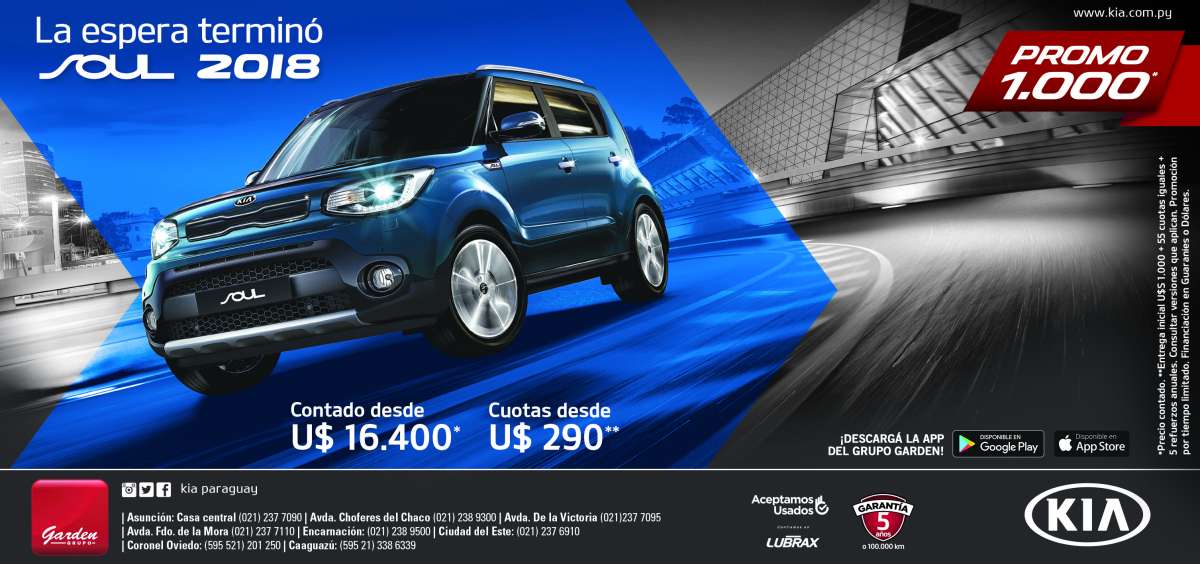 La espera terminó
SOUL 2018
www.kia.com.py
PROMO
1.000"
KIA
SOUL
Contado desde
U$ 16.400*
Cuotas desde
U$ 290**
*Precio contado. **Entrega inicial U$S 1.000 + 55 cuotas iguales +
5 refuerzos anuales. Consultar versiones que aplican. Promoción
por tiempo limitado. Financiación en Guaraníes o Dólares.
¡DESCARGÁ LA APP
DEL GRUPO GARDEN!
DISPONIBLE EN
Google Play
Disponible en
App Store
Garden
GRUPO
kia paraguay
| Asunción: Casa central (021) 237 7090 | Avda. Choferes del Chaco (021) 238 9300 | Avda. De la Victoria (021)237 7095
| Avda. Fdo. de la Mora (021) 237 7110 | Encarnación: (021) 238 9500 | Ciudad del Este: (021) 237 6910
| Coronel Oviedo: (595 521) 201 250 | Caaguazú: (595 21) 338 6339
Aceptamos
Usados
Confiamos en
LUBRAX
GARANTÍA
5
años
o 100.000 km
KIA